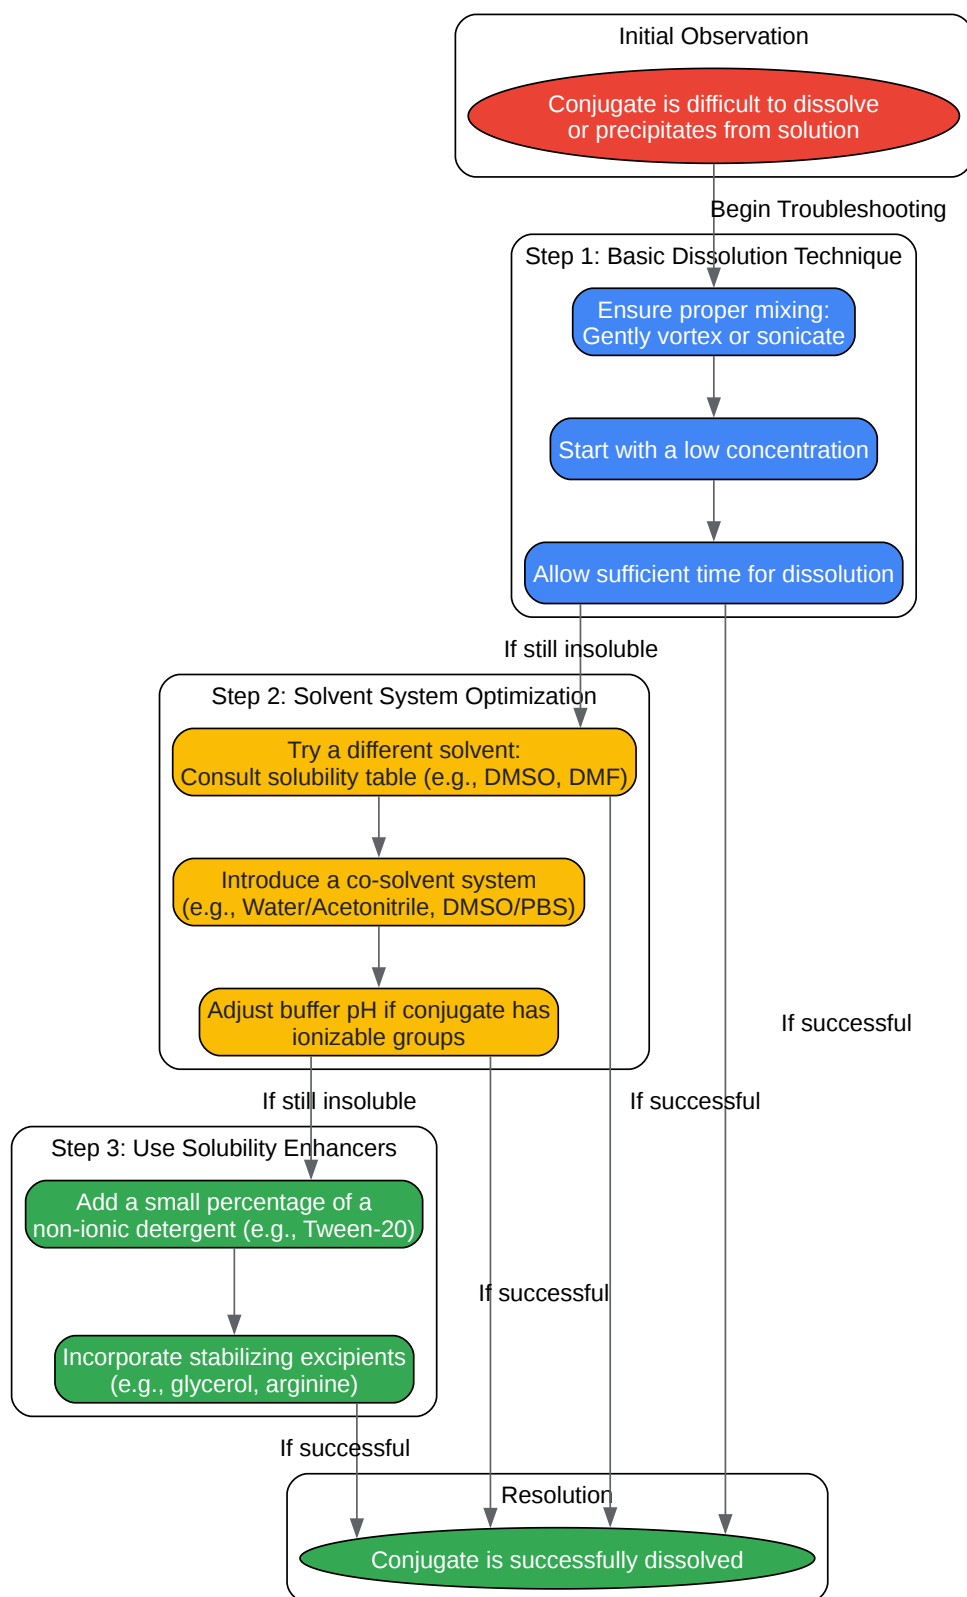 Initial Observation
Conjugate is difficult to dissolve
or precipitates from solution
Begin Troubleshooting
Step 1: Basic Dissolution Technique
Ensure proper mixing:
Gently vortex or sonicate
Start with a low concentration
Allow sufficient time for dissolution
If still insoluble
Step 2: Solvent System Optimization
Try a different solvent:
Consult solubility table (e.g., DMSO, DMF)
Introduce a co-solvent system
(e.g., Water/Acetonitrile, DMSO/PBS)
Adjust buffer pH if conjugate has
ionizable groups
If successful
If still insoluble
If successful
Step 3: Use Solubility Enhancers
Add a small percentage of a
non-ionic detergent (e.g., Tween-20)
If successful
Incorporate stabilizing excipients
(e.g., glycerol, arginine)
If successful
Resolution
Conjugate is successfully dissolved